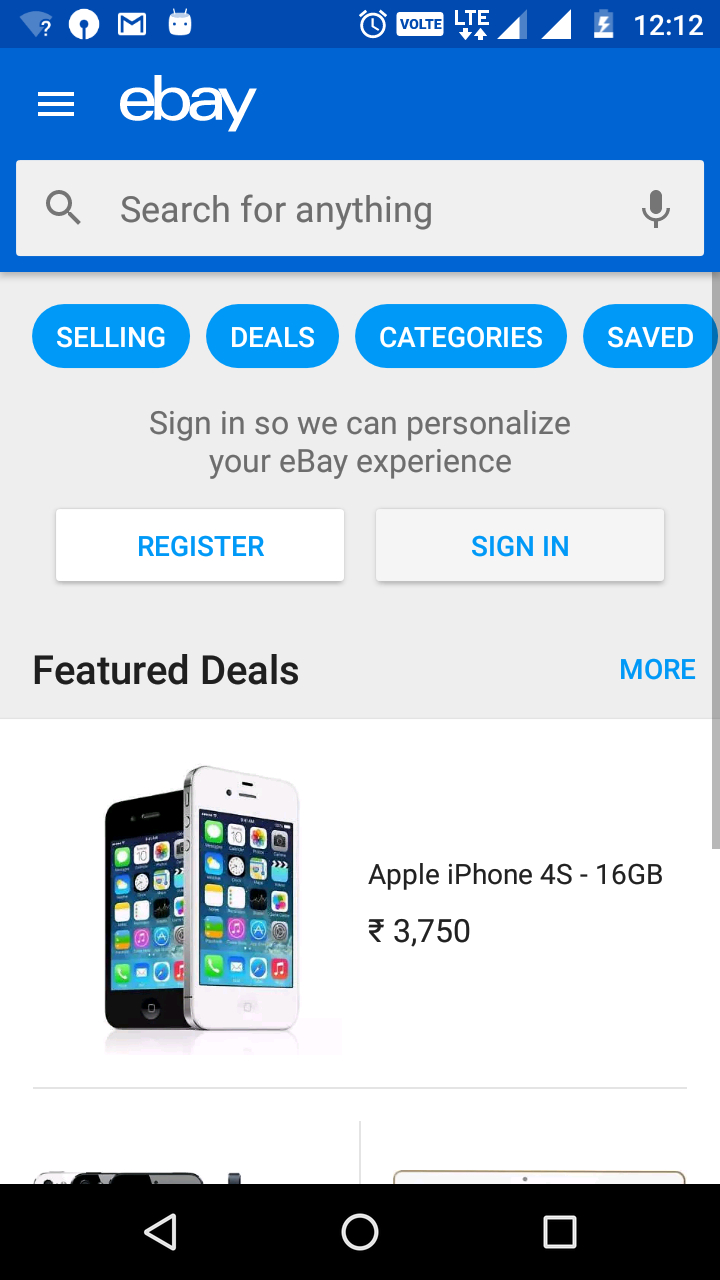 VOLTE LTE 12:12
ebay
Search for anything
SELLING DEALS CATEGORIES SAVED
Sign in so we can personalize
your eBay experience
REGISTER SIGN IN
Featured Deals MORE
Apple iPhone 4S - 16GB
₹ 3,750